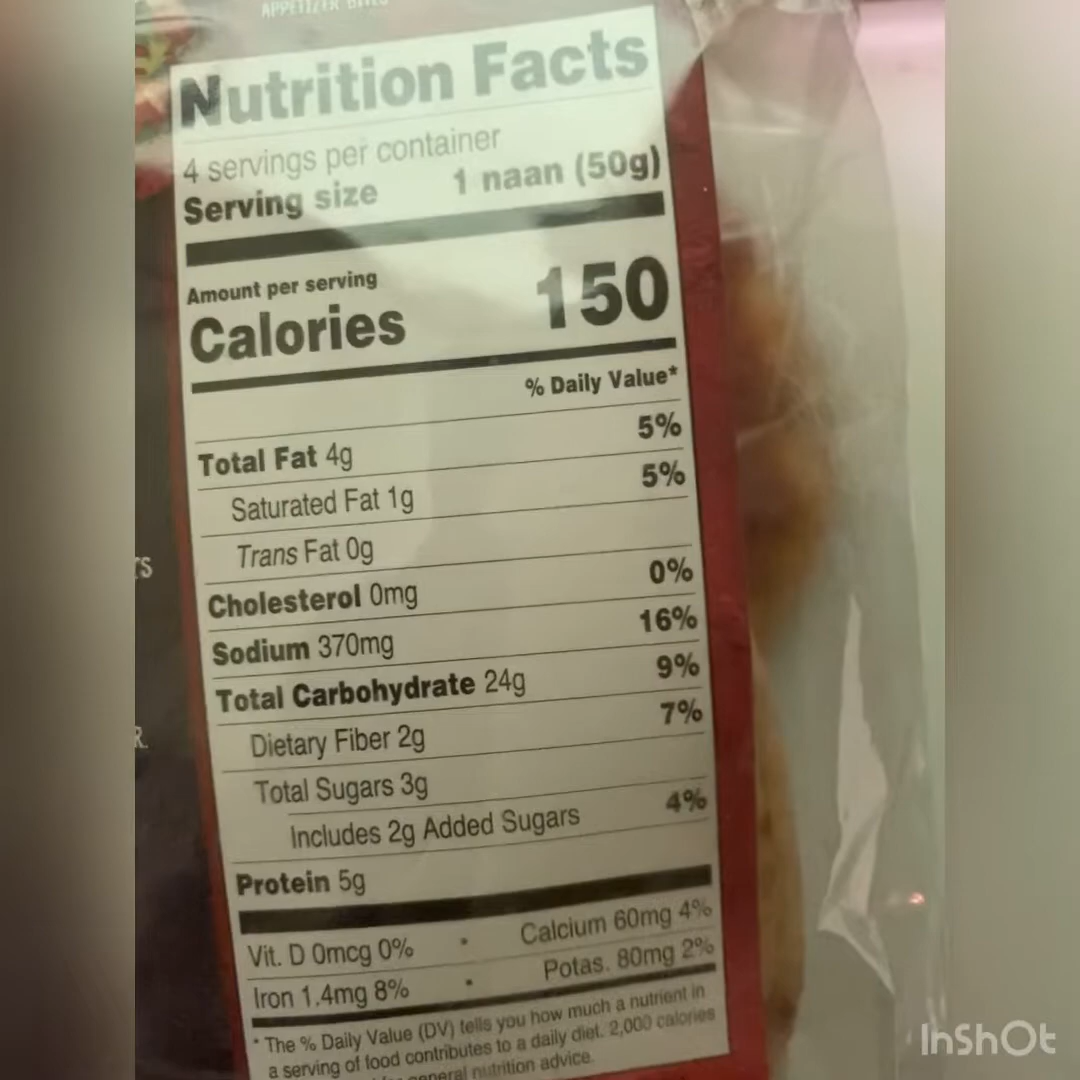 APPETIZER BITES
Nutrition Facts
4 servings per container
Serving size 1 naan (50g)
Amount per serving
Calories 150
% Daily Value*
Total Fat 4g 5%
Saturated Fat 1g 5%
Trans Fat 0g
Cholesterol 0mg 0%
Sodium 370mg 16%
Total Carbohydrate 24g 9%
Dietary Fiber 2g 7%
Total Sugars 3g
Includes 2g Added Sugars 4%
Protein 5g
Vit. D 0mcg 0% • Calcium 60mg 4%
Iron 1.4mg 8% • Potas. 80mg 2%
* The % Daily Value (DV) tells you how much a nutrient in
a serving of food contributes to a daily diet. 2,000 calories
general nutrition advice.
R.
InShOt